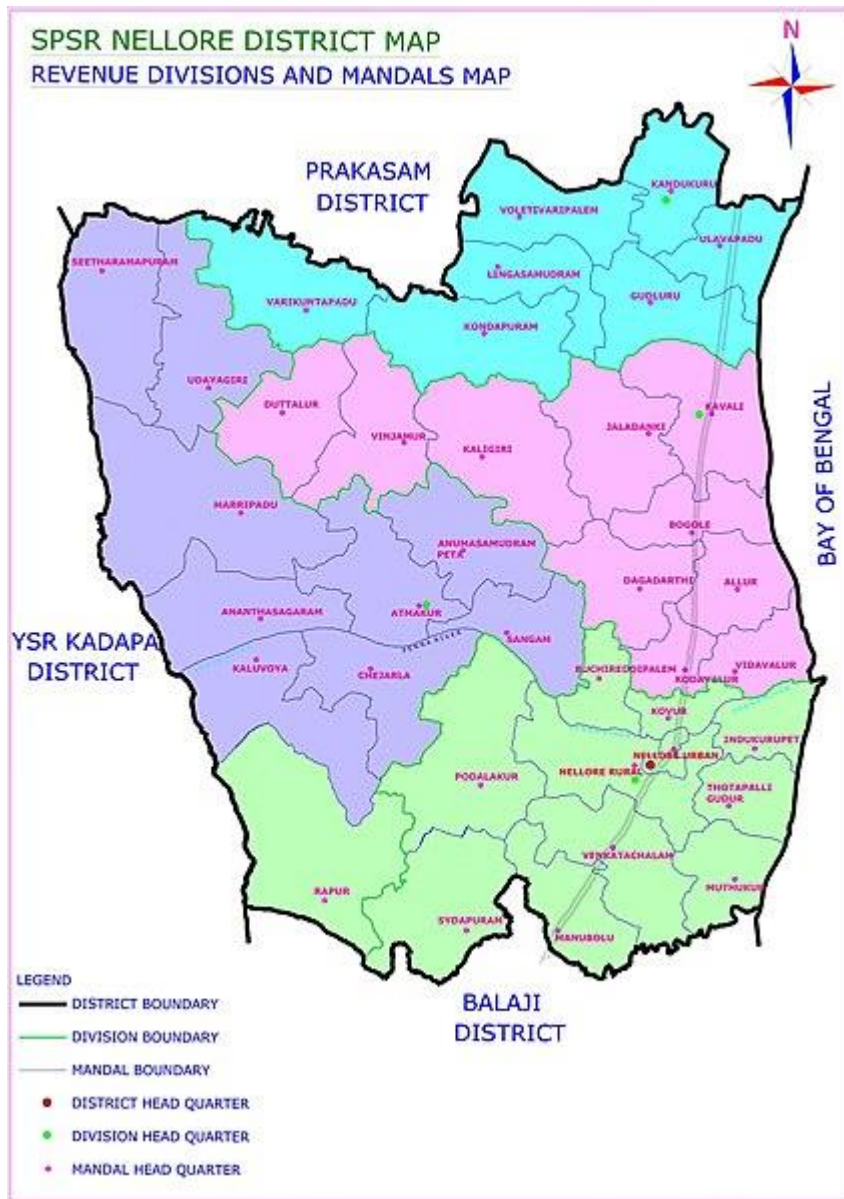 SPSR NELLORE DISTRICT MAP
REVENUE DIVISIONS AND MANDALS MAP
N
PRAKASAM
DISTRICT
KANDUKURU
VOLETIVARIPALEM
ULAVAPADU
SEETHARAMAPURAM
LINGASAMUDRAM
VARIKUNTAPADU
GUDLURU
KONDAPURAM
UDAYAGIRI
DUTTALUR
KAVALI
VINJAMUR
JALADANKI
KALIGIRI
BAY OF BENGAL
MARRIPADU
BOGOLE
ANUMASAMUDRAM
PETA
DAGADARTHI
ALLUR
ATMAKUR
ANANTHASAGARAM
SANGAM
YSR KADAPA
DISTRICT
KALUVOYA
CHEJARLA
BUCHIREDDIPALEM
KODAVALUR
VIDAVALUR
KOVUR
INDUKURUPET
NELLORE URBAN
NELLORE RURAL
PODALAKUR
THOTAPALLI
GUDUR
VENKATACHALAM
MUTHUKUR
RAPUR
SYDAPURAM
MANUBOLU
BALAJI
DISTRICT
LEGEND
DISTRICT BOUNDARY
DIVISION BOUNDARY
MANDAL BOUNDARY
DISTRICT HEAD QUARTER
DIVISION HEAD QUARTER
MANDAL HEAD QUARTER